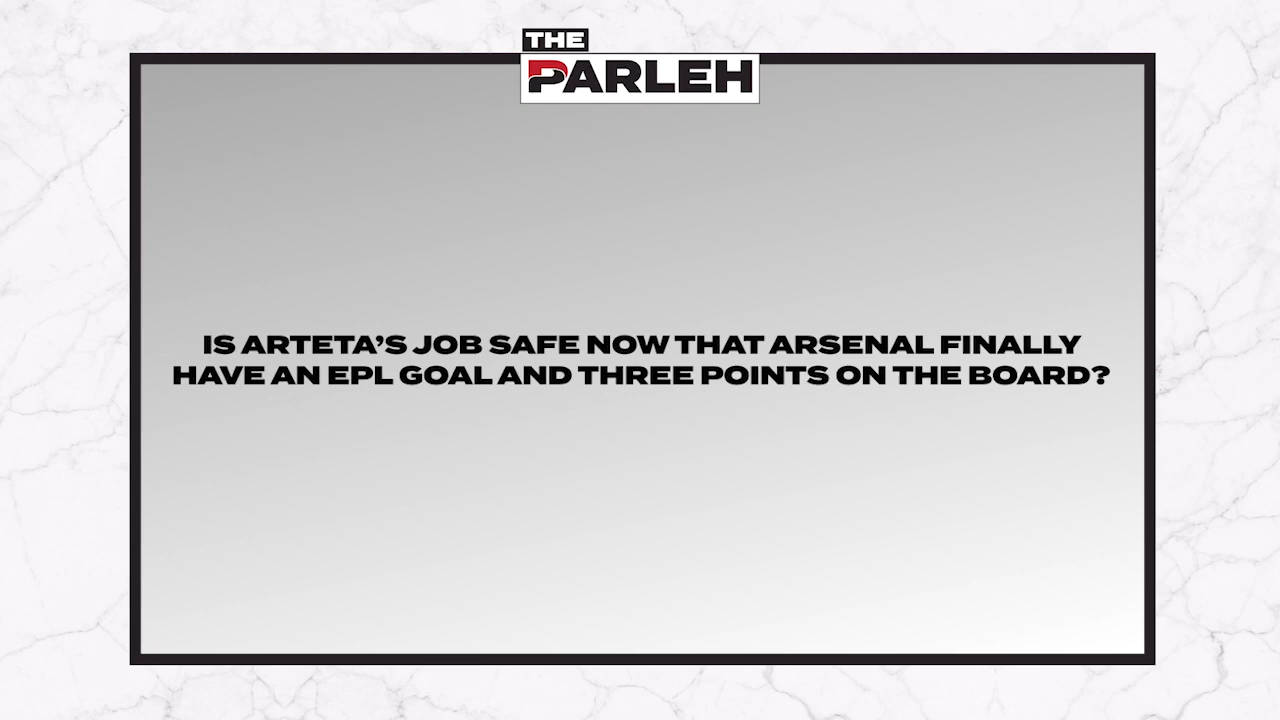 THE
PARLEH
IS ARTETA’S JOB SAFE NOW THAT ARSENAL FINALLY
HAVE AN EPL GOAL AND THREE POINTS ON THE BOARD?